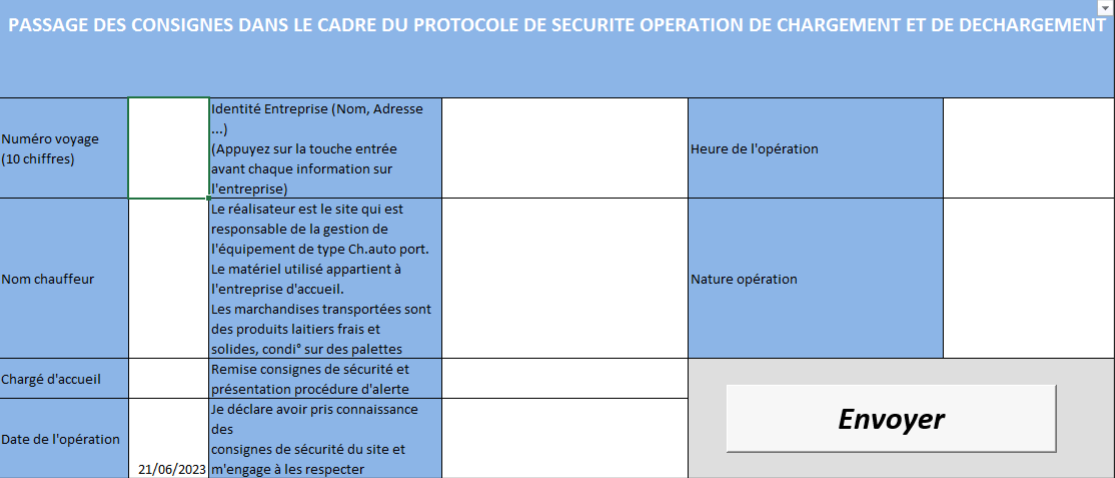 PASSAGE DES CONSIGNES DANS LE CADRE DU PROTOCOLE DE SECURITE OPERATION DE CHARGEMENT ET DE DECHARGEMENT
Numéro voyage
(10 chiffres)
Identité Entreprise (Nom, Adresse
...)
(Appuyez sur la touche entrée
avant chaque information sur
l'entreprise)
Heure de l'opération
Nom chauffeur
Le réalisateur est le site qui est
responsable de la gestion de
l'équipement de type Ch.auto port.
Le matériel utilisé appartient à
l'entreprise d'accueil.
Les marchandises transportées sont
des produits laitiers frais et
solides, condi° sur des palettes
Nature opération
Chargé d'accueil
Remise consignes de sécurité et
présentation procédure d'alerte
Date de l'opération
21/06/2023
Je déclare avoir pris connaissance
des
consignes de sécurité du site et
m'engage à les respecter
Envoyer